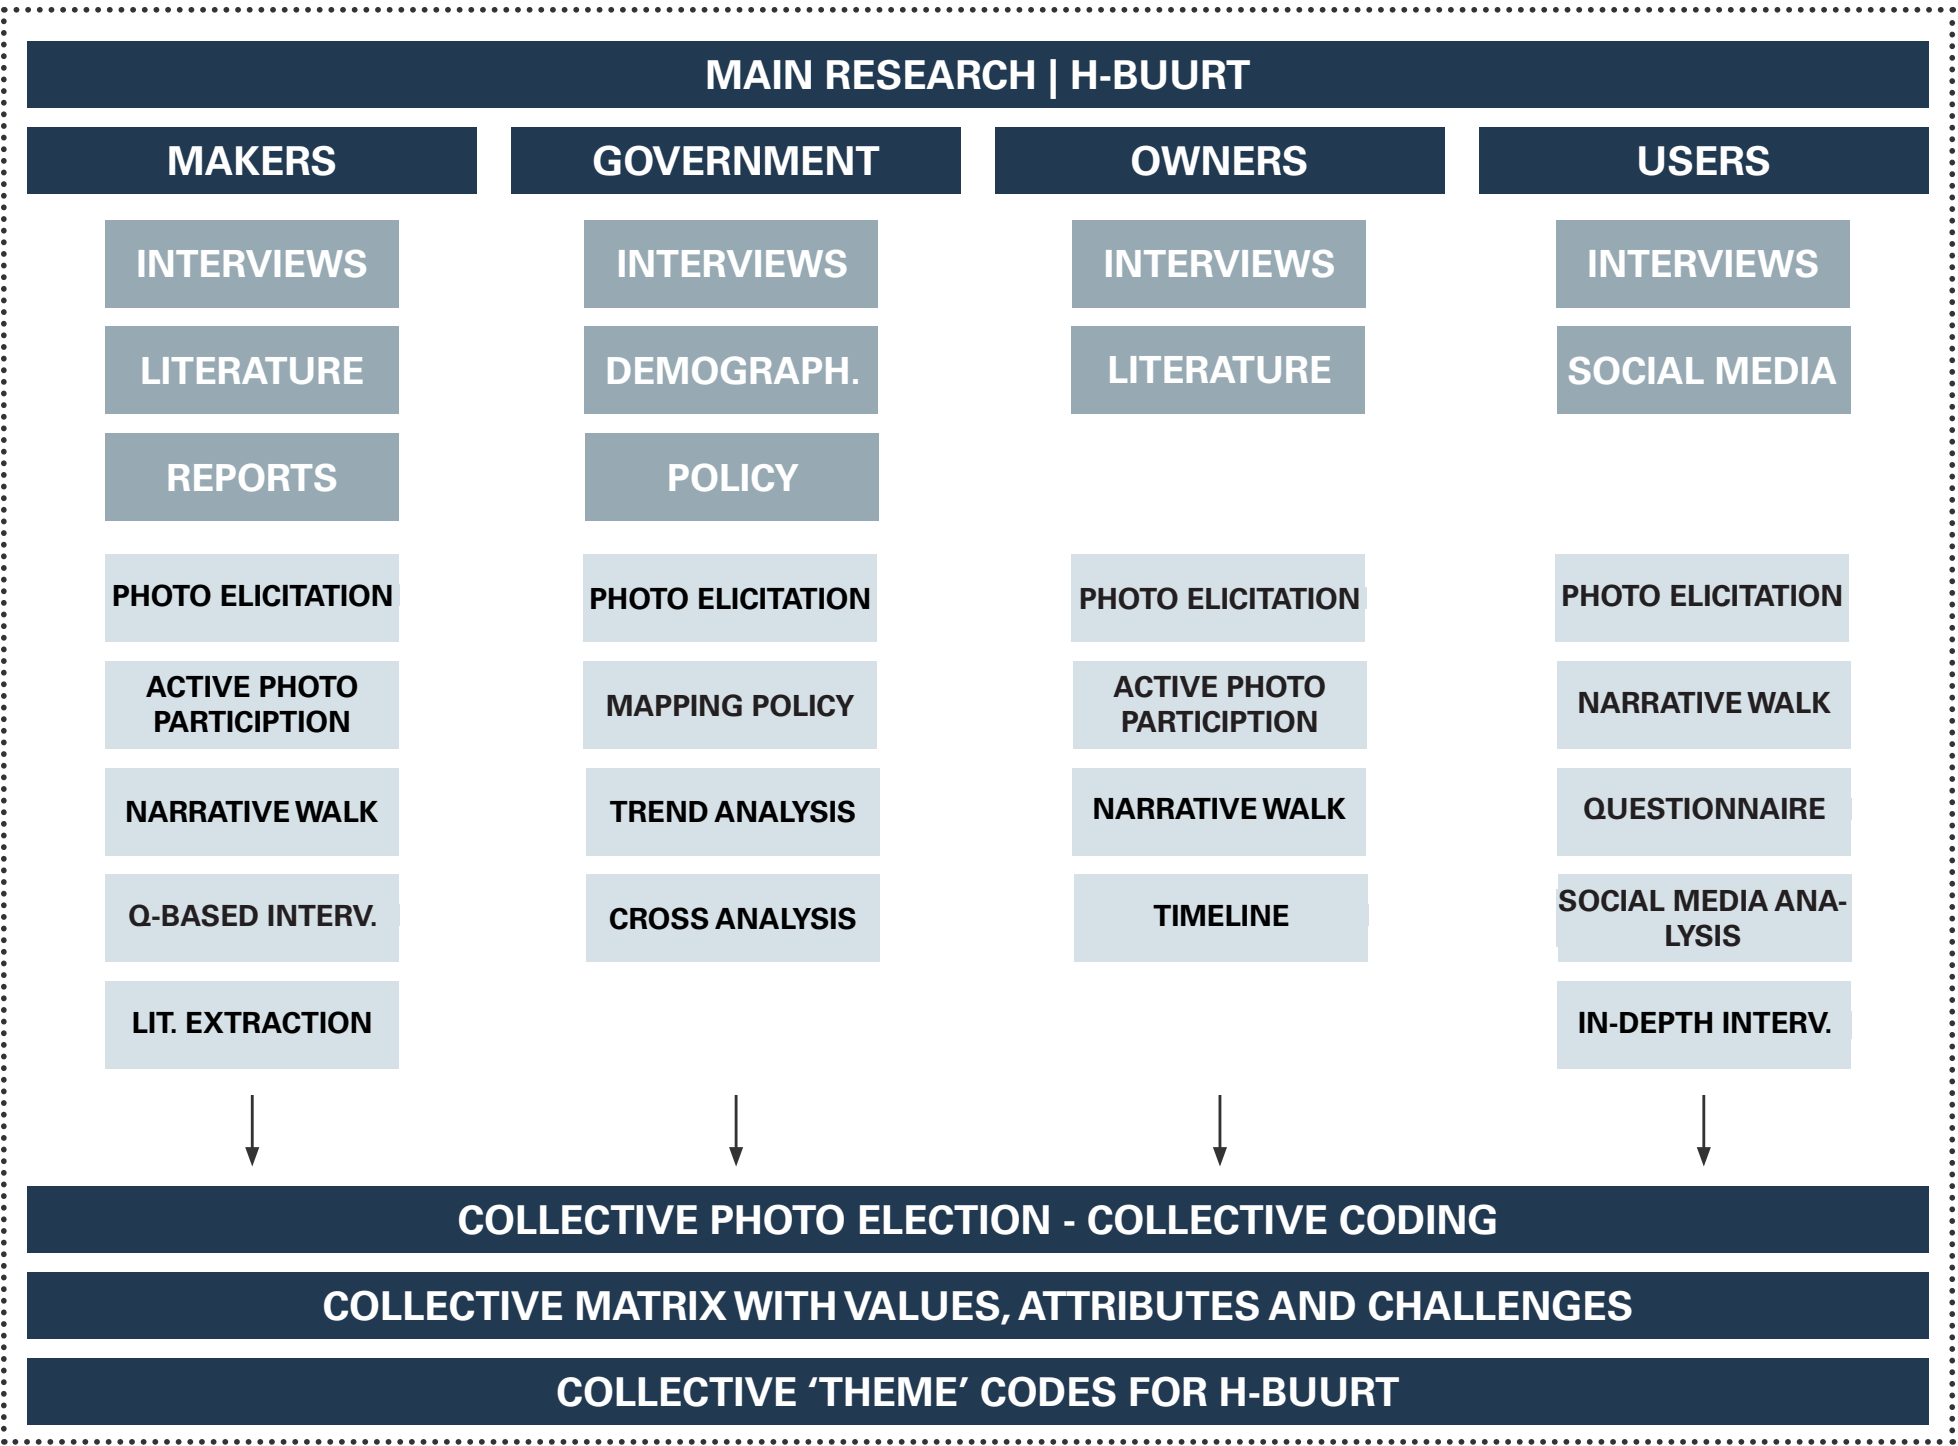 MAIN RESEARCH | H-BUURT
MAKERS
GOVERNMENT
OWNERS
USERS
INTERVIEWS
INTERVIEWS
INTERVIEWS
INTERVIEWS
LITERATURE
DEMOGRAPH.
LITERATURE
SOCIAL MEDIA
REPORTS
POLICY
PHOTO ELICITATION
PHOTO ELICITATION
PHOTO ELICITATION
PHOTO ELICITATION
ACTIVE PHOTO
PARTICIPTION
MAPPING POLICY
ACTIVE PHOTO
PARTICIPTION
NARRATIVE WALK
NARRATIVE WALK
TREND ANALYSIS
NARRATIVE WALK
QUESTIONNAIRE
Q-BASED INTERV.
CROSS ANALYSIS
TIMELINE
SOCIAL MEDIA ANA-
LYSIS
LIT. EXTRACTION
IN-DEPTH INTERV.
COLLECTIVE PHOTO ELECTION - COLLECTIVE CODING
COLLECTIVE MATRIX WITH VALUES, ATTRIBUTES AND CHALLENGES
COLLECTIVE ‘THEME’ CODES FOR H-BUURT